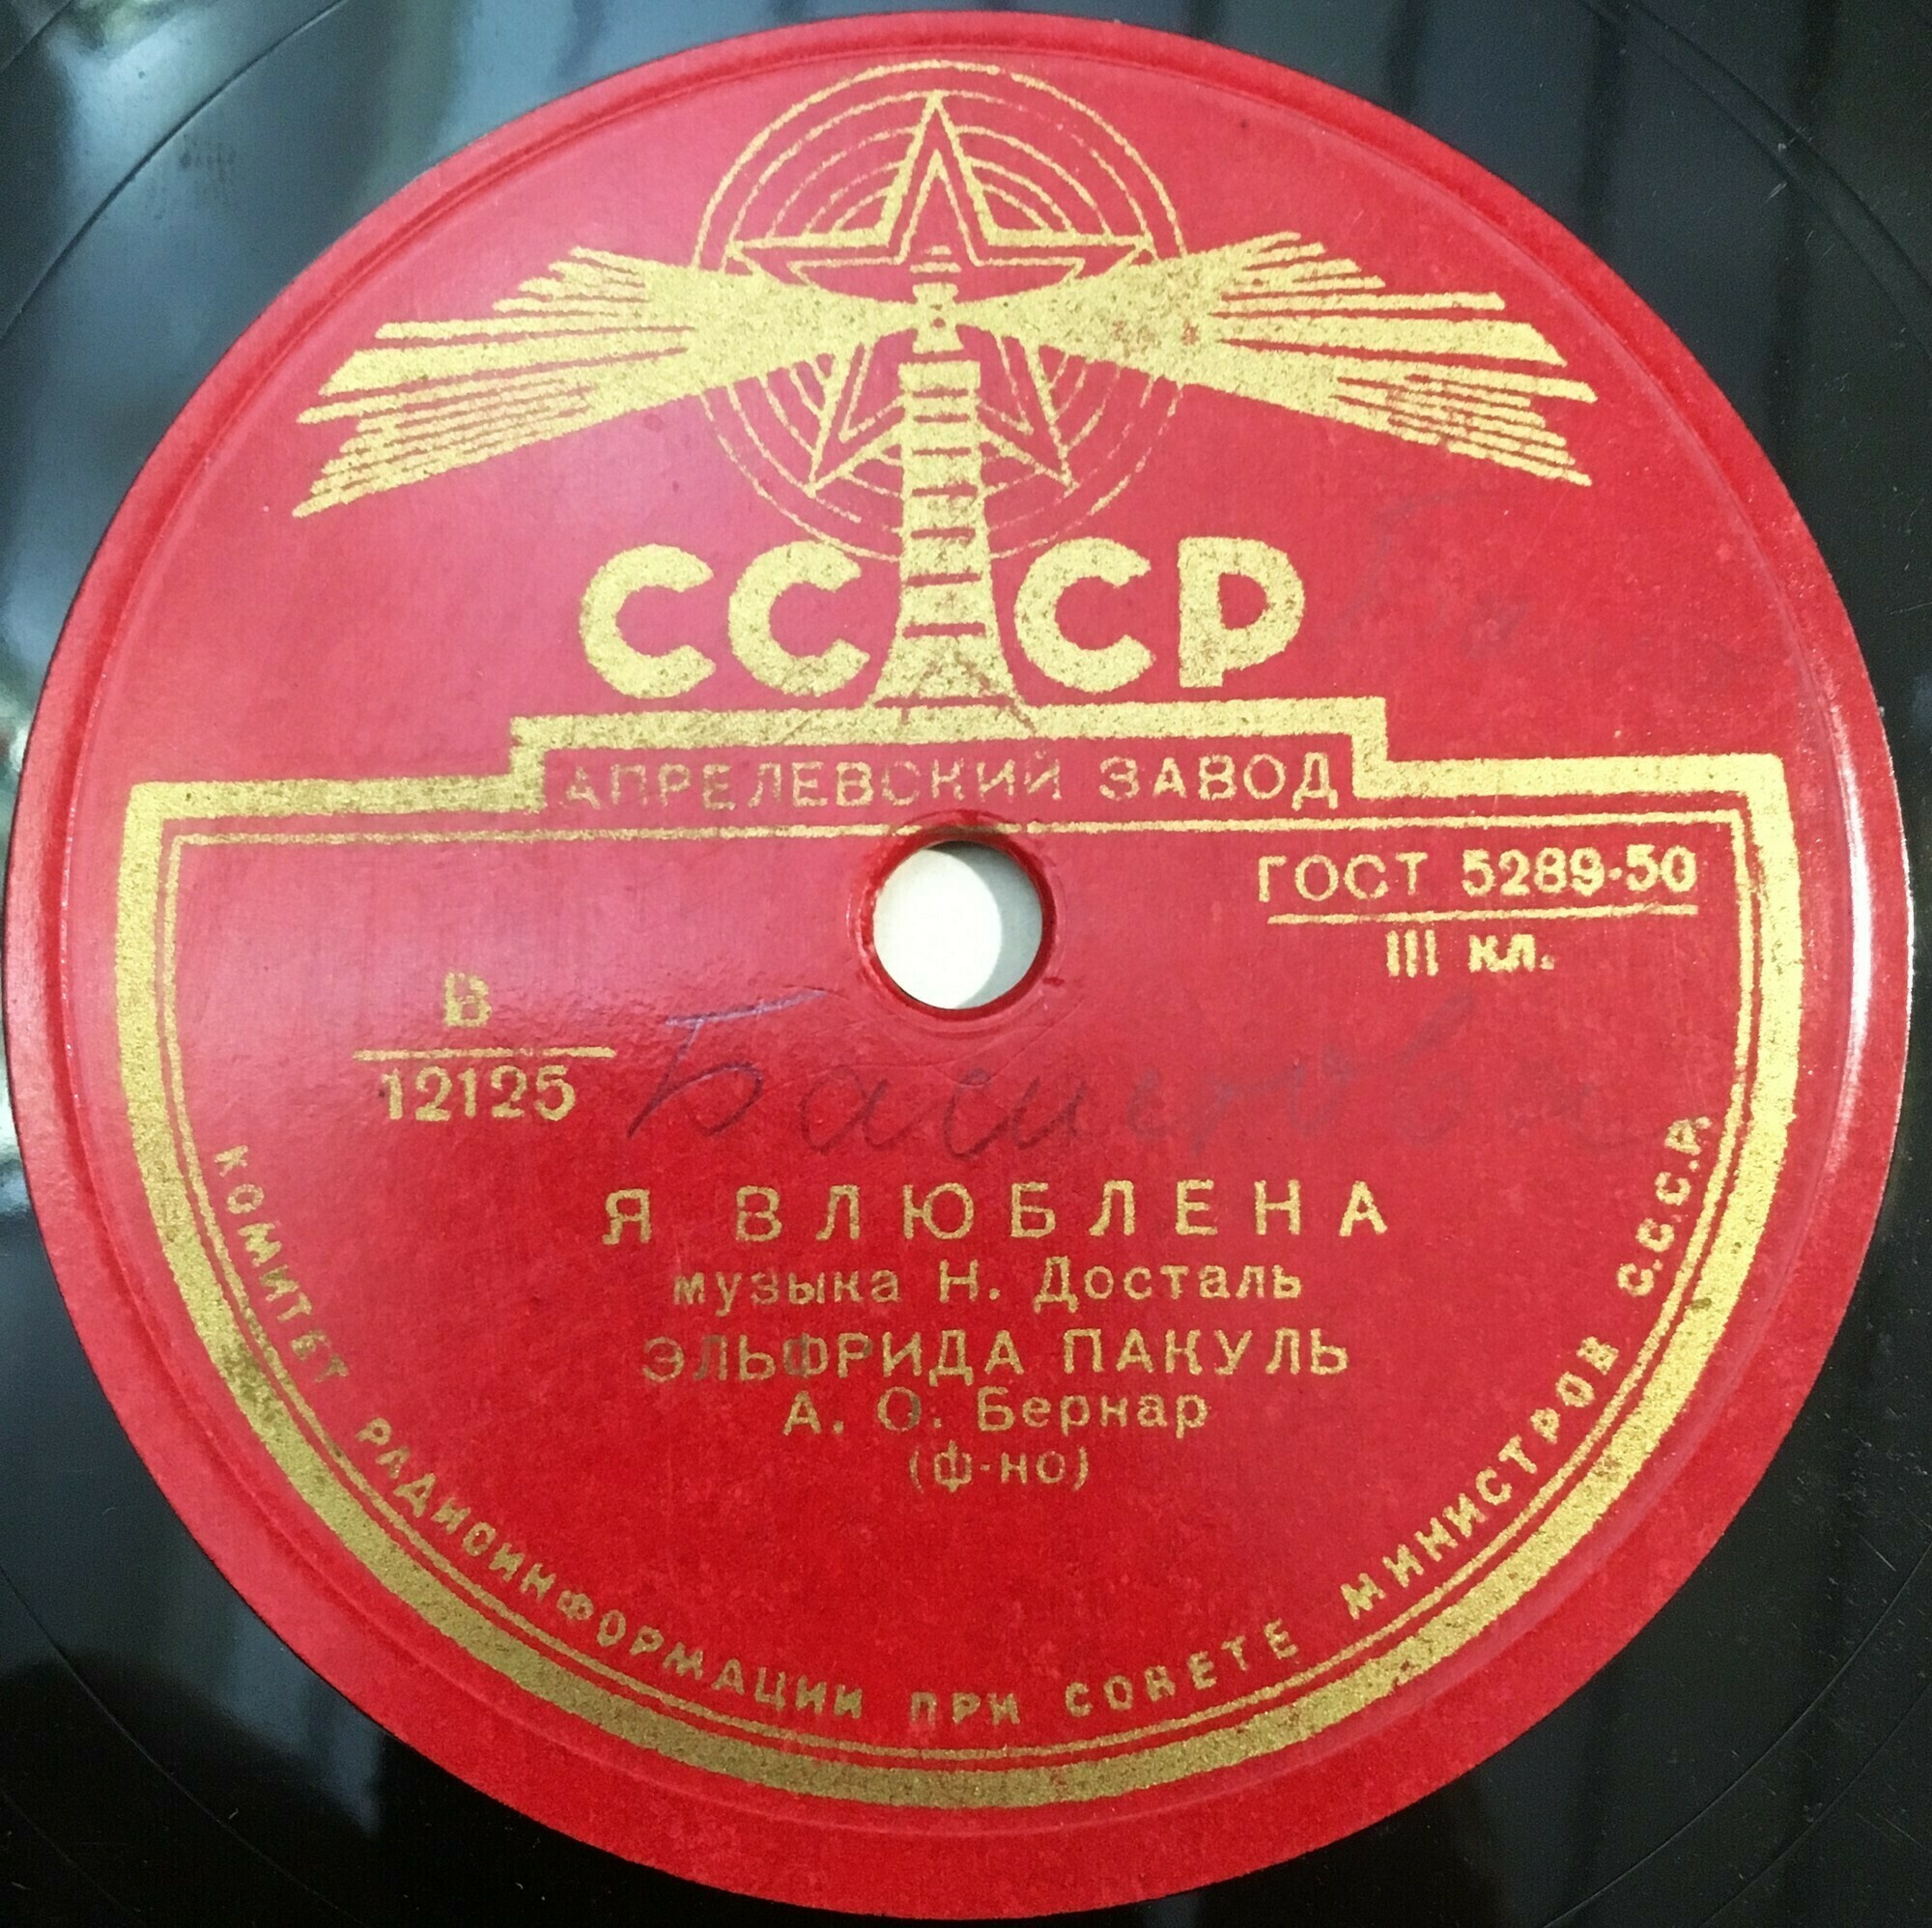 СССР
АПРЕЛЕВСКИЙ ЗАВОД
ГОСТ 5289-50
III кл.
В
12125
Я ВЛЮБЛЕНА
музыка Н. Досталь
ЭЛЬФРИДА ПАКУЛЬ
А. О. Бернар
(ф-но)
КОМИТЕТ РАДИОИНФОРМАЦИИ ПРИ СОВЕТЕ МИНИСТРОВ С.С.С.Р.